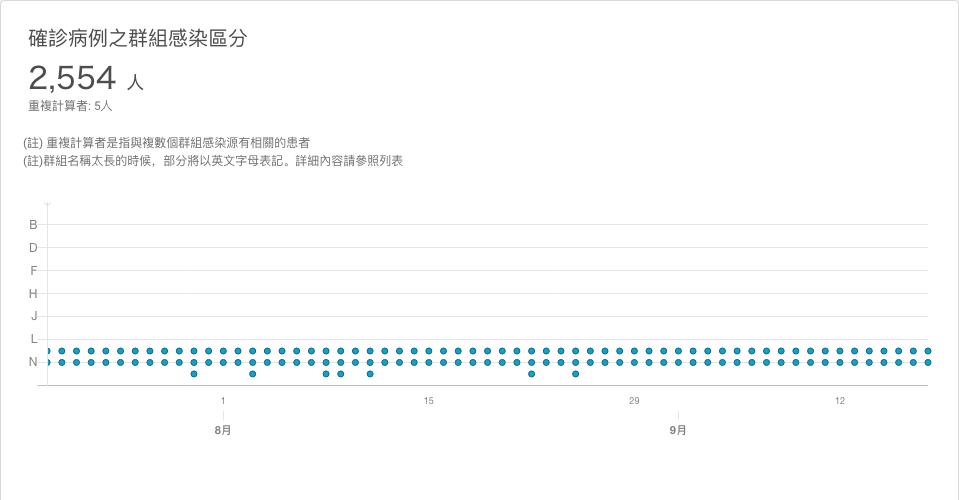 確診病例之群組感染區分
2,554 人
重複計算者: 5人
(註) 重複計算者是指與複數個群組感染源有相關的患者
(註)群組名稱太長的時候，部分將以英文字母表記。詳細內容請參照列表
B
D
F
H
J
L
N
1 15 29 12
8月 9月